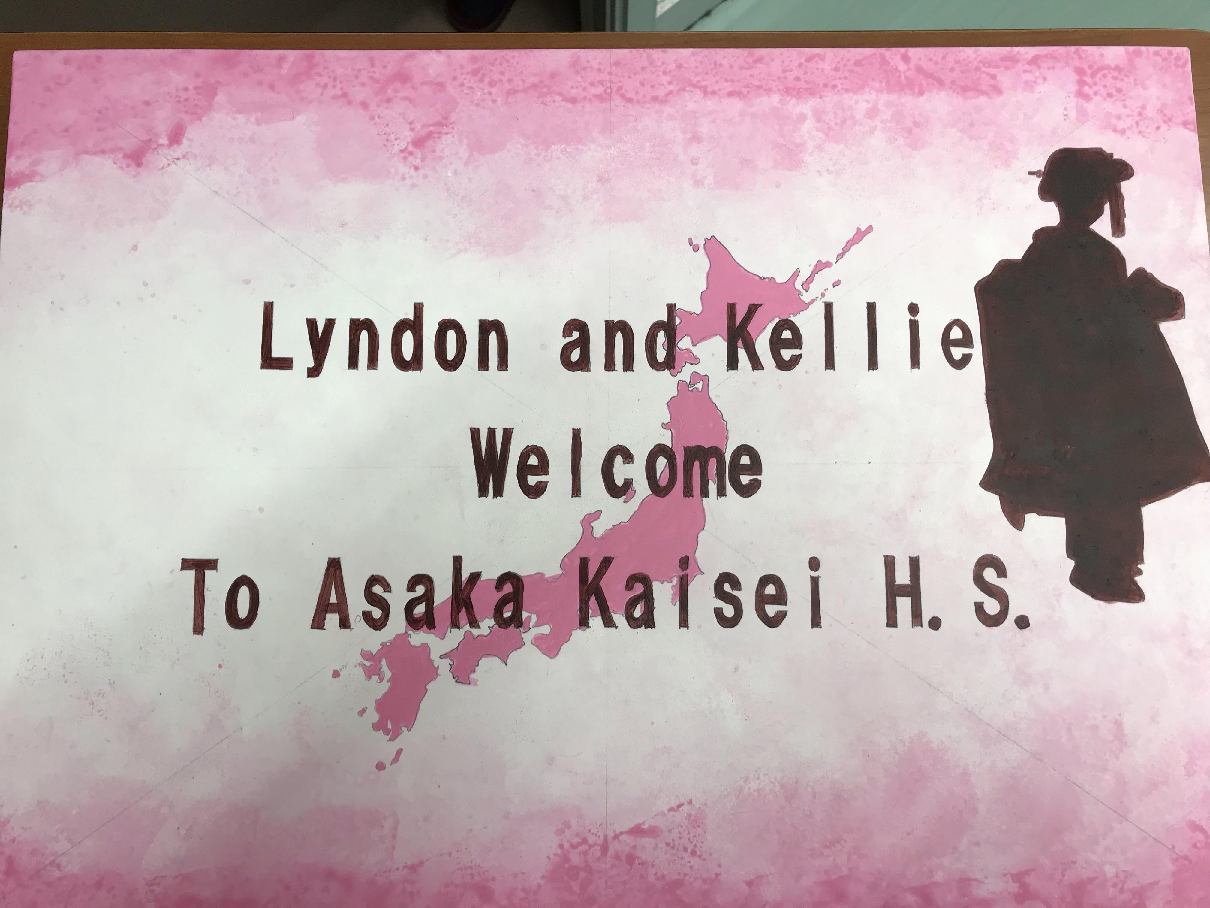 Lyndon and Kellie
Welcome
To Asaka Kaisei H.S.